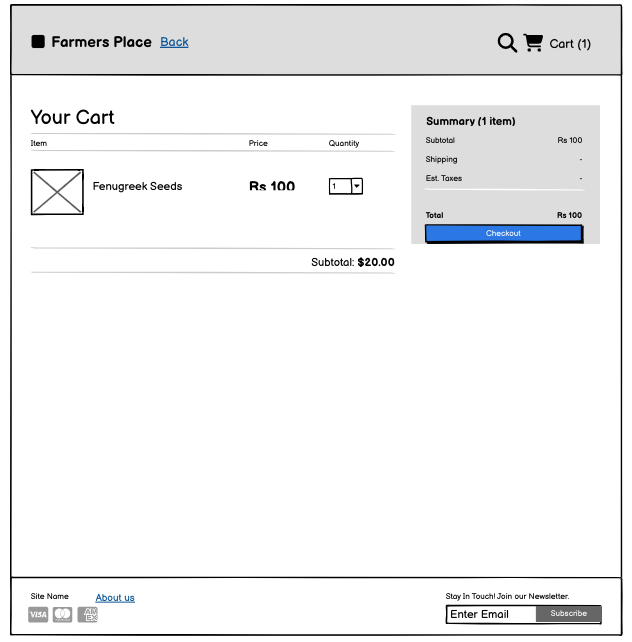 Farmers Place Back Cart (1)
Your Cart
Item Price Quantity
Fenugreek Seeds Rs 100 1
Subtotal: $20.00
Summary (1 item)
Subtotal Rs 100
Shipping -
Est. Taxes -
Total Rs 100
Checkout
Site Name About us
VISA AM EX
Stay In Touch! Join our Newsletter.
Enter Email Subscribe